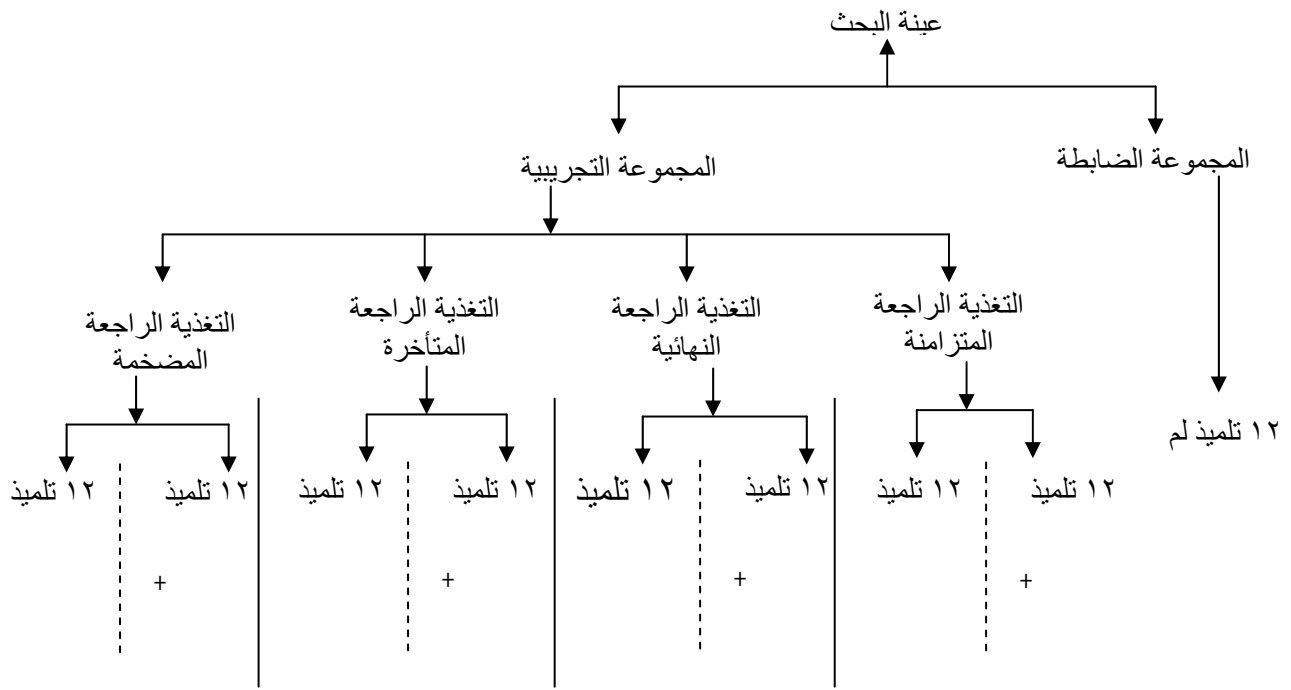 عينة البحث
المجموعة الضابطة
المجموعة التجريبية
التغذية الراجعة
المتزامنة
التغذية الراجعة
النهائية
التغذية الراجعة
المتأخرة
التغذية الراجعة
المضخمة
١٢ تلميذ لم
١٢ تلميذ
١٢ تلميذ
١٢ تلميذ
١٢ تلميذ
١٢ تلميذ
١٢ تلميذ
١٢ تلميذ
١٢ تلميذ
+
+
+
+